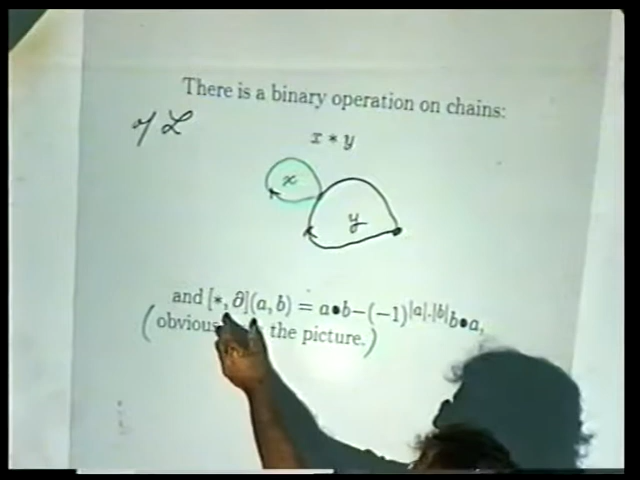 There is a binary operation on chains:
of L
x * y
x
y
and [*, ∂](a, b) = a•b−(−1)^{|a|·|b|}b•a,
(obvious the picture.)